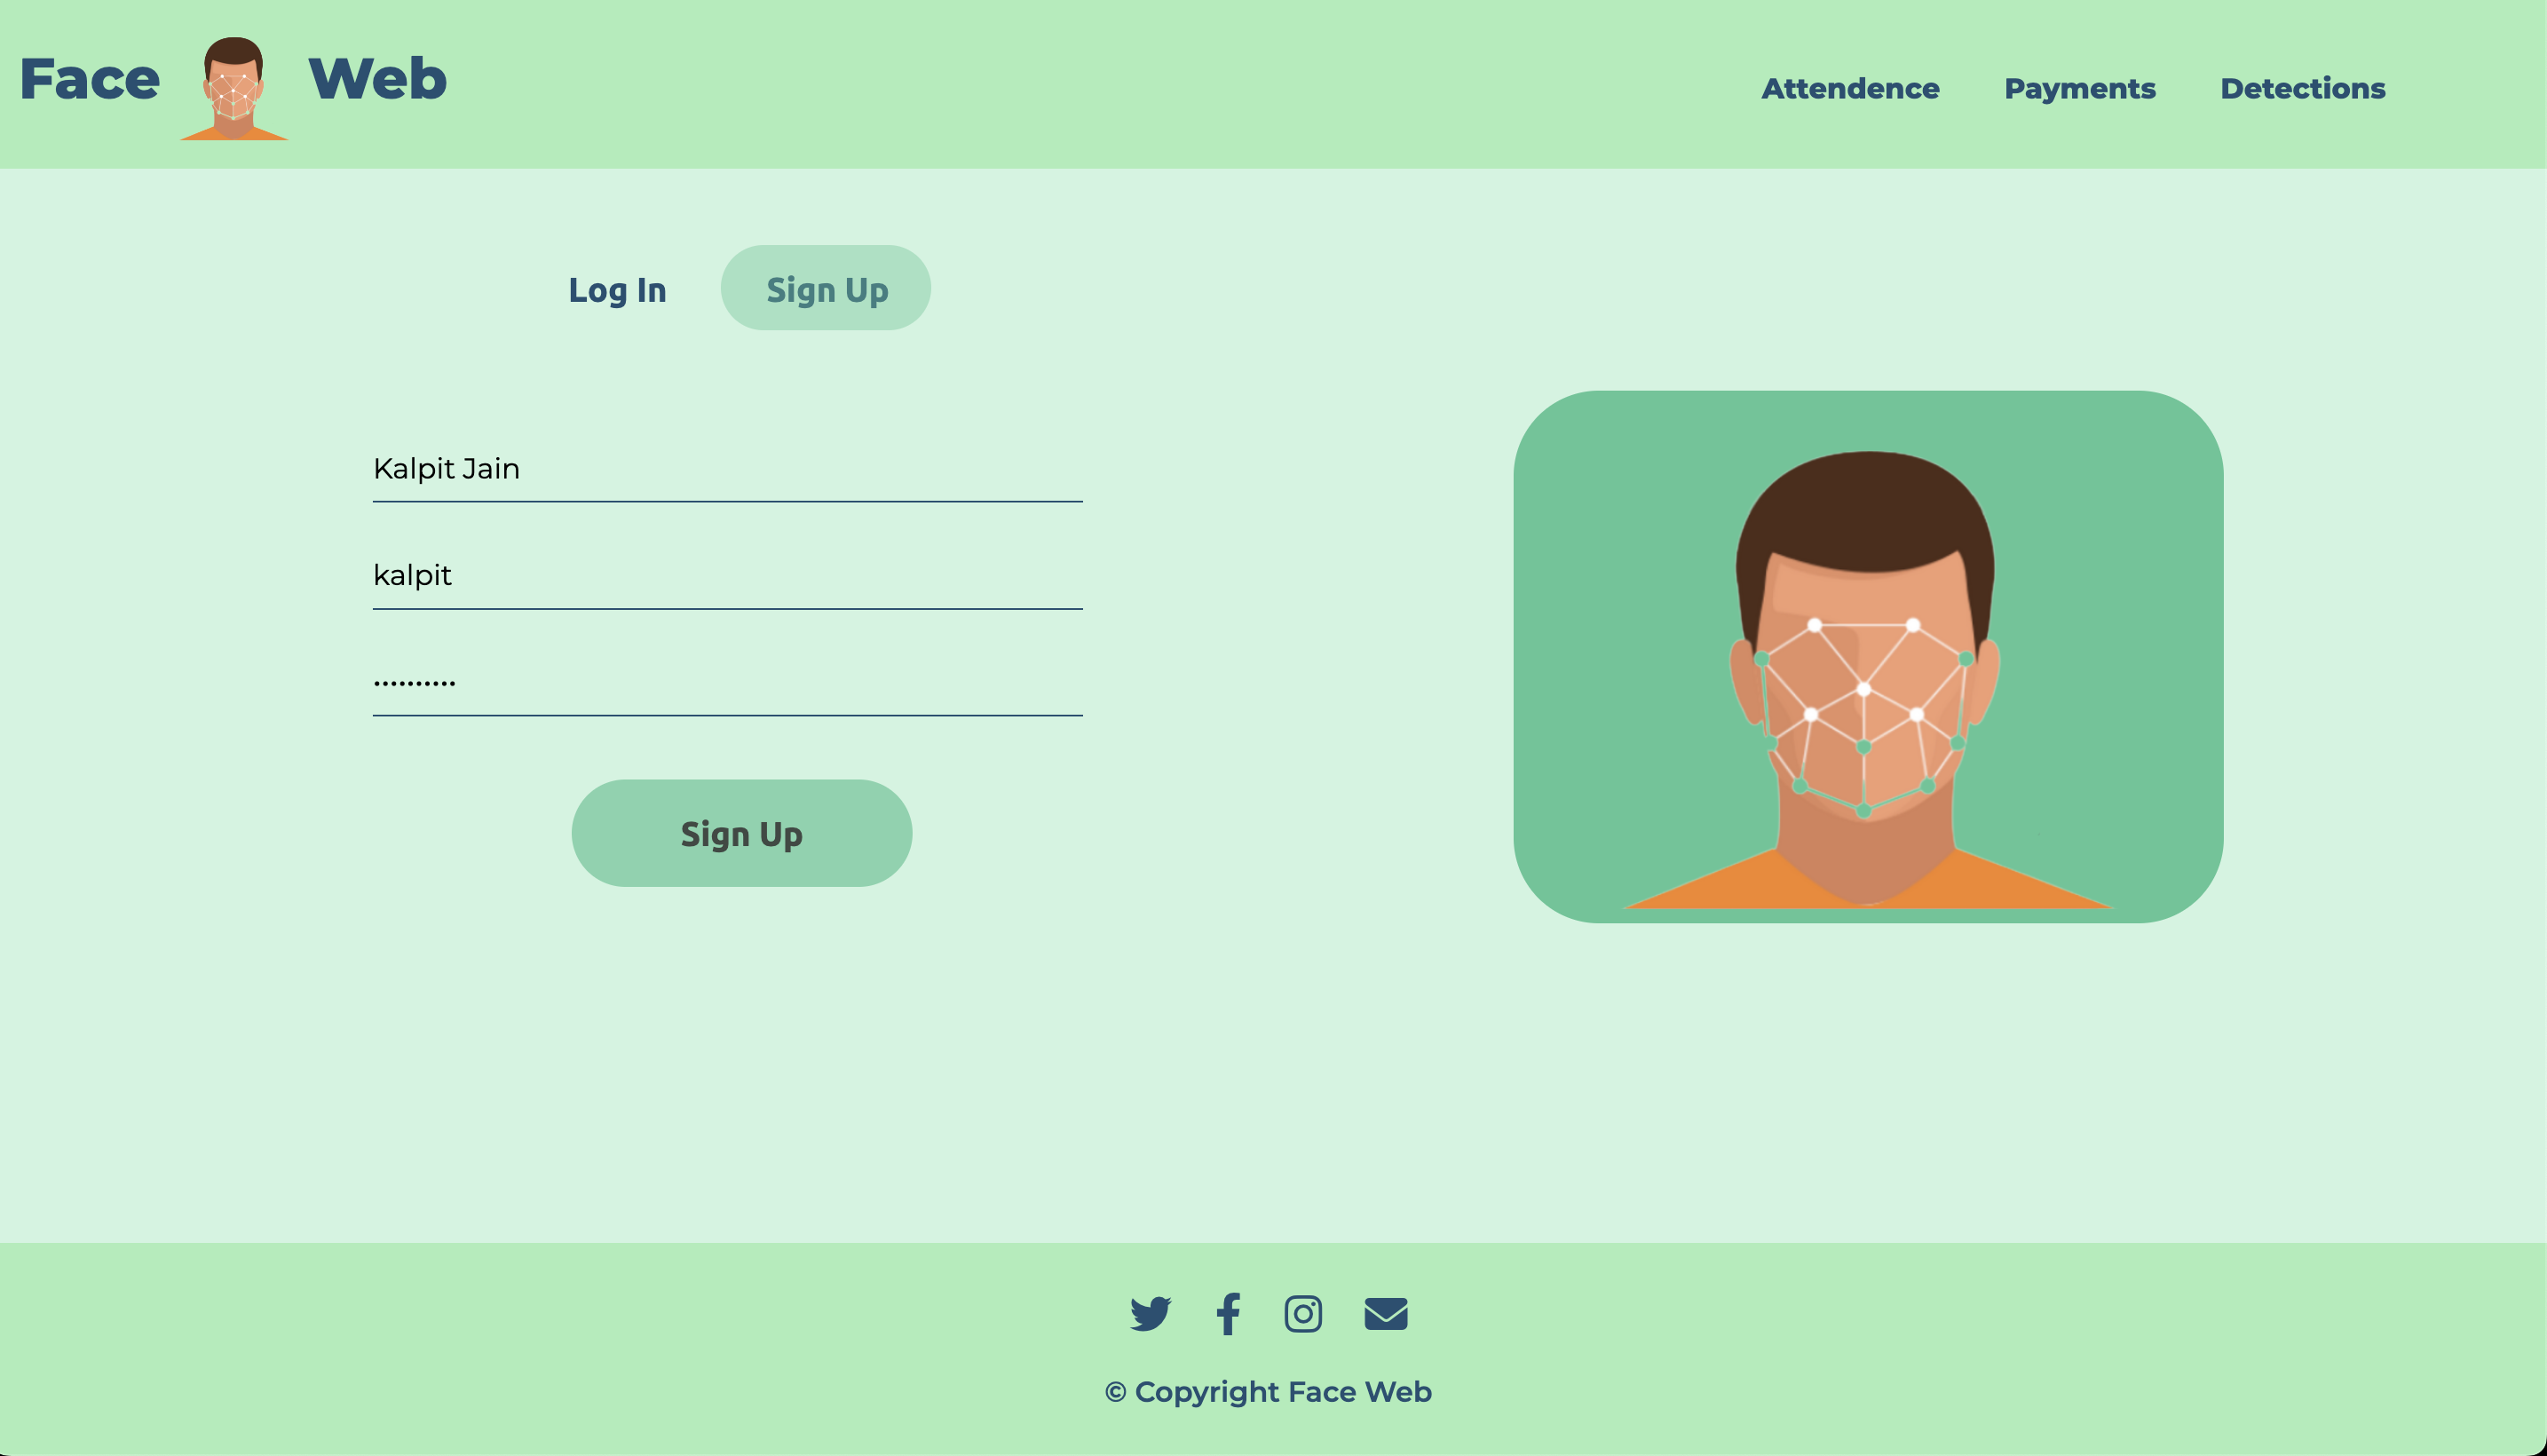 Face Web
Attendence Payments Detections
Log In Sign Up
Kalpit Jain
kalpit
..........
Sign Up
© Copyright Face Web